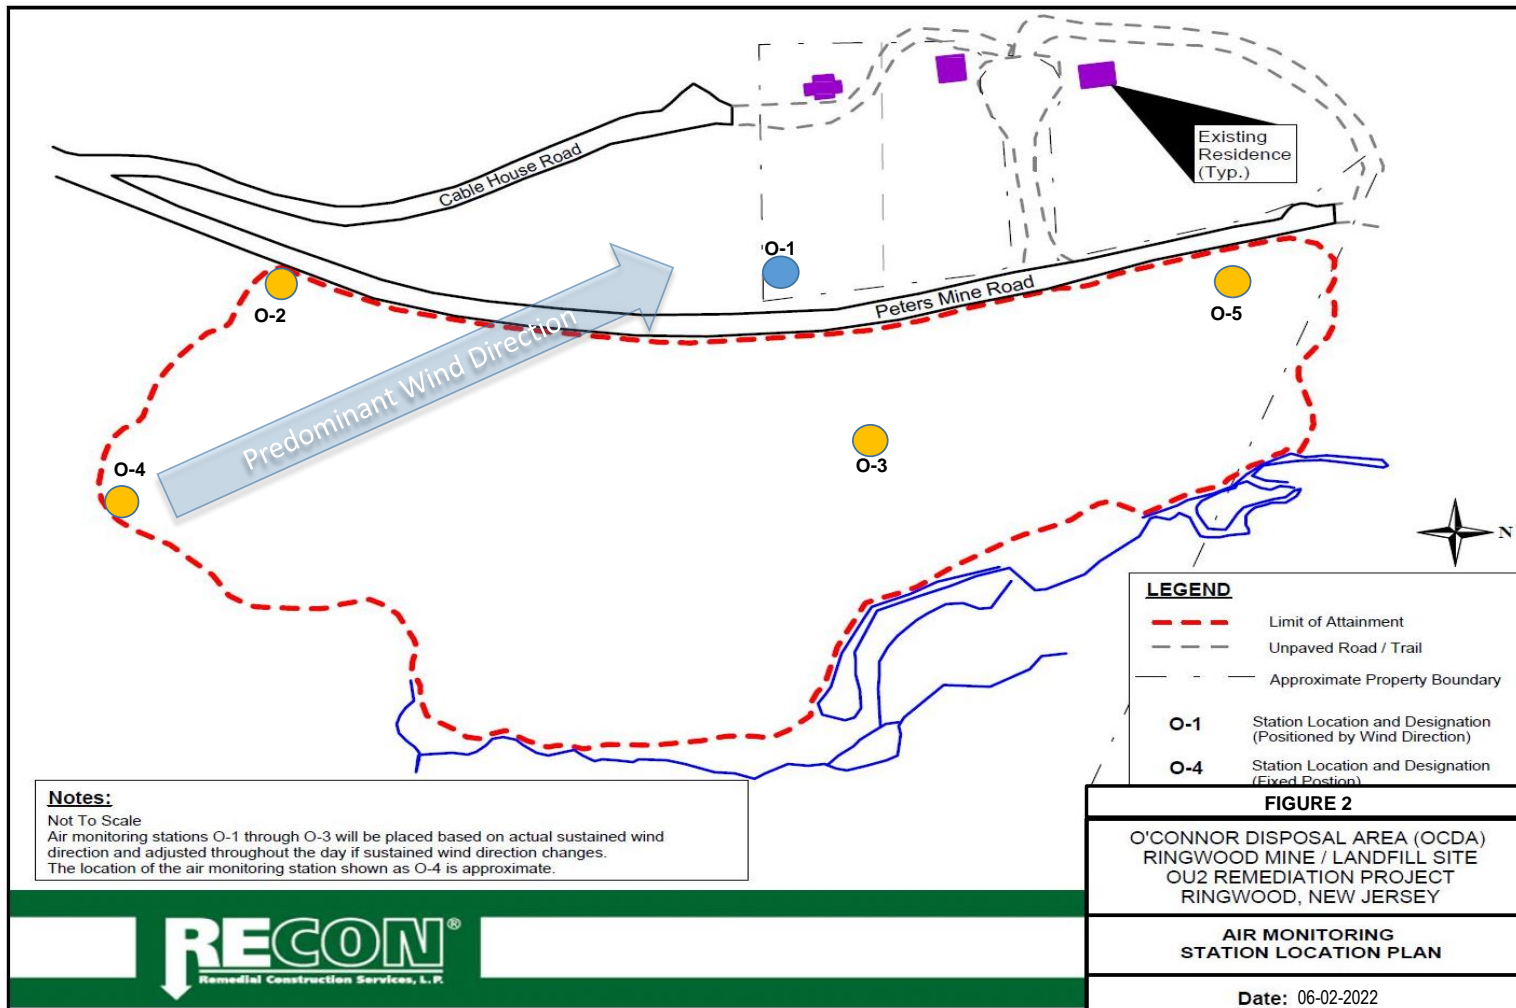 Cable House Road
Existing
Residence
(Typ.)
O-1
O-2
Peters Mine Road
O-5
Predominant Wind Direction
O-3
O-4
N
LEGEND
Limit of Attainment
Unpaved Road / Trail
Approximate Property Boundary
O-1 Station Location and Designation
(Positioned by Wind Direction)
O-4 Station Location and Designation
(Fixed Postion)
Notes:
Not To Scale
Air monitoring stations O-1 through O-3 will be placed based on actual sustained wind
direction and adjusted throughout the day if sustained wind direction changes.
The location of the air monitoring station shown as O-4 is approximate.
FIGURE 2
O'CONNOR DISPOSAL AREA (OCDA)
RINGWOOD MINE / LANDFILL SITE
OU2 REMEDIATION PROJECT
RINGWOOD, NEW JERSEY
AIR MONITORING
STATION LOCATION PLAN
Date: 06-02-2022
RECON®
Remedial Construction Services, L.P.